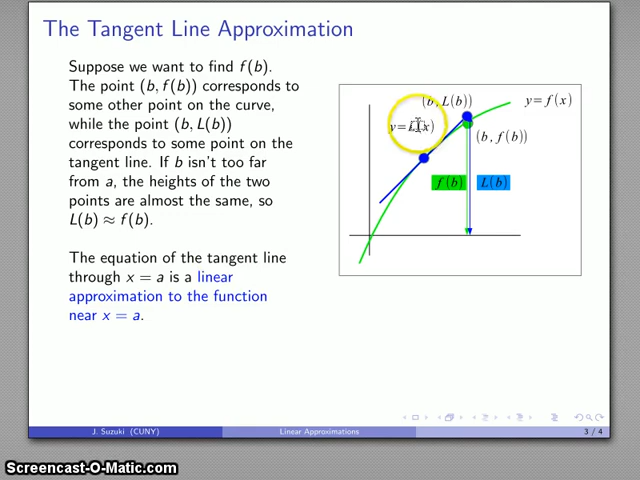 The Tangent Line Approximation
Suppose we want to find f(b).
The point (b, f(b)) corresponds to
some other point on the curve,
while the point (b, L(b))
corresponds to some point on the
tangent line. If b isn't too far
from a, the heights of the two
points are almost the same, so
L(b) ≈ f(b).
The equation of the tangent line
through x = a is a linear
approximation to the function
near x = a.
(b, L(b))
y=f(x)
y=L(x)
(b, f(b))
f(b)
L(b)
J. Suzuki (CUNY)
Linear Approximations
3 / 4
Screencast-O-Matic.com